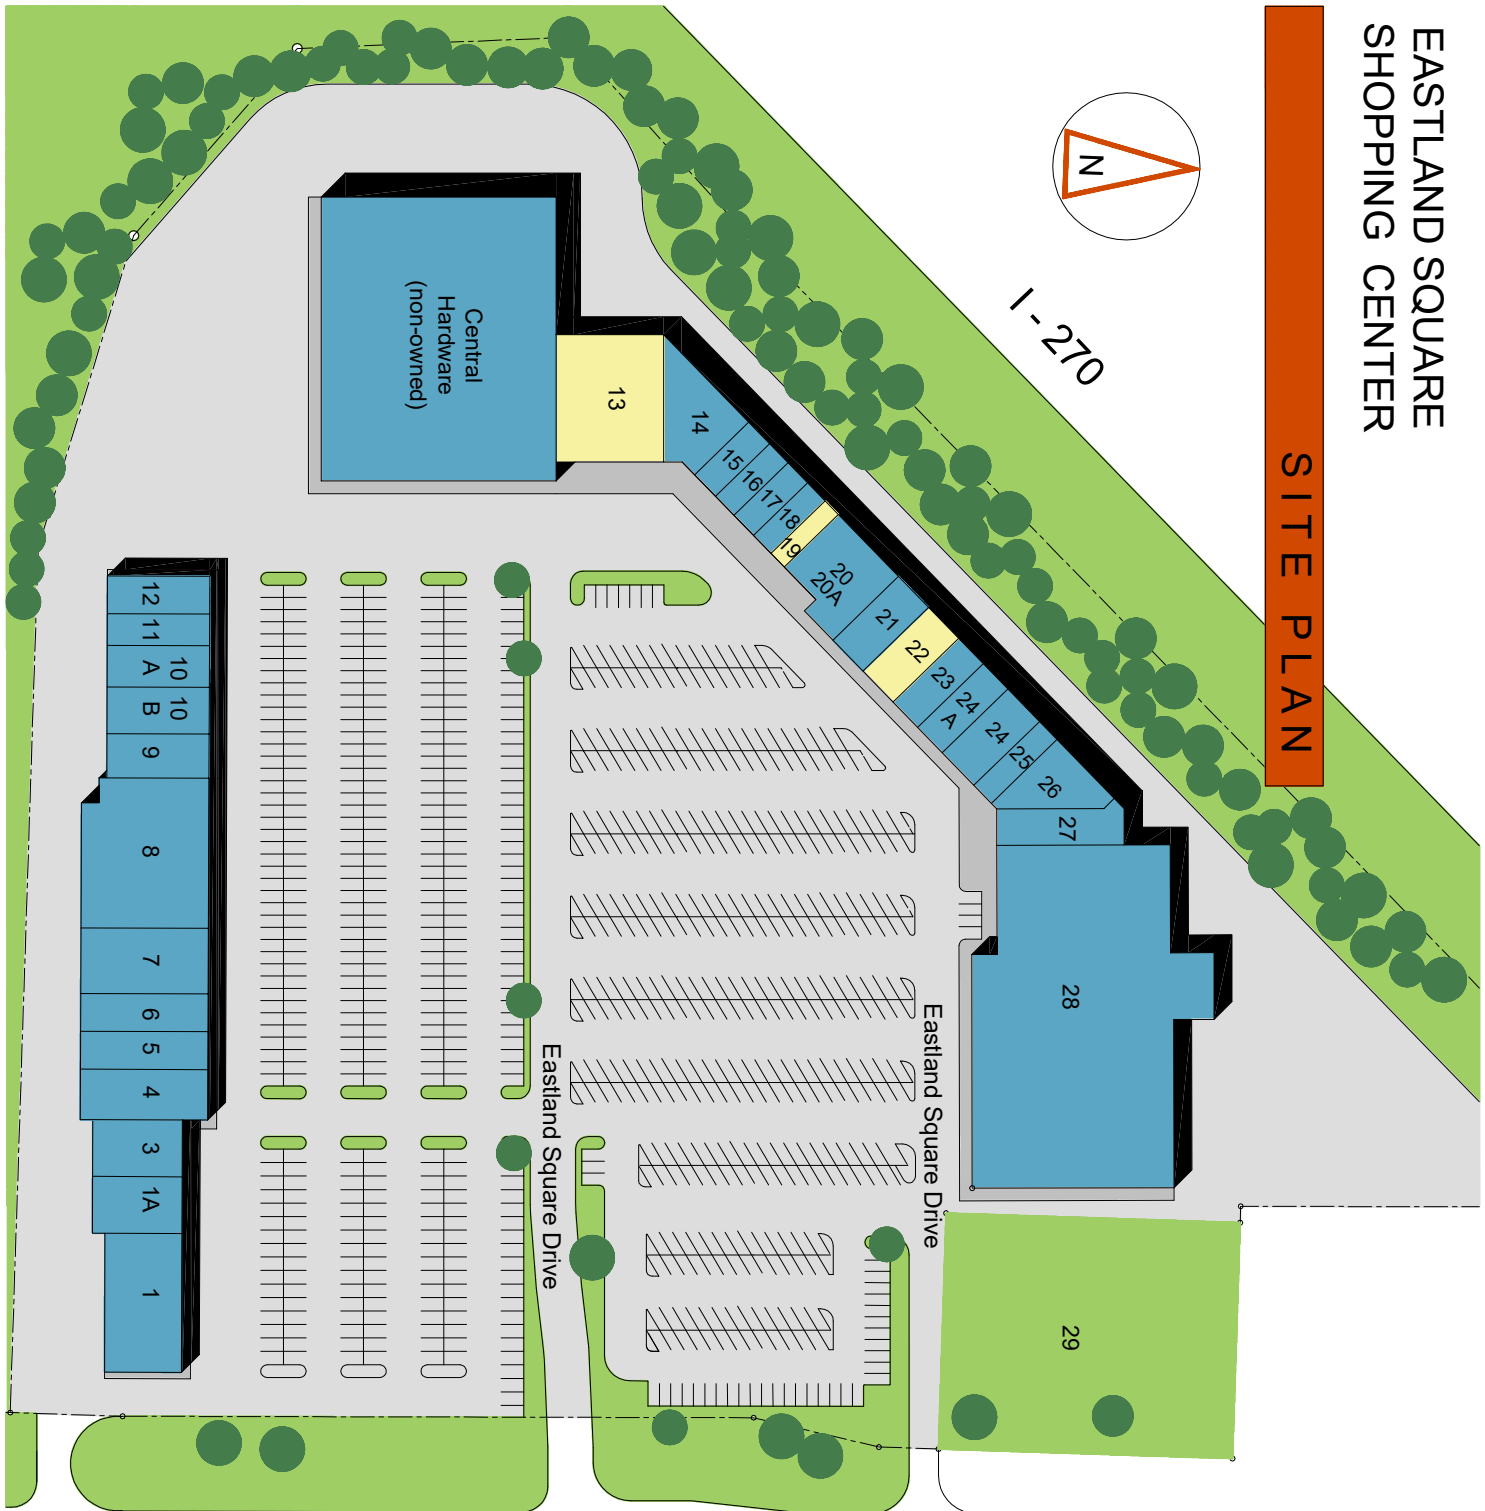 EASTLAND SQUARE
SHOPPING CENTER
SITE PLAN
N
I - 270
Central
Hardware
(non-owned)
13
14
15
16
17
18
19
20
20A
21
22
23
24
A
24
25
26
27
28
29
Eastland Square Drive
Eastland Square Drive
12
11
10
A
10
B
9
8
7
6
5
4
3
1A
1